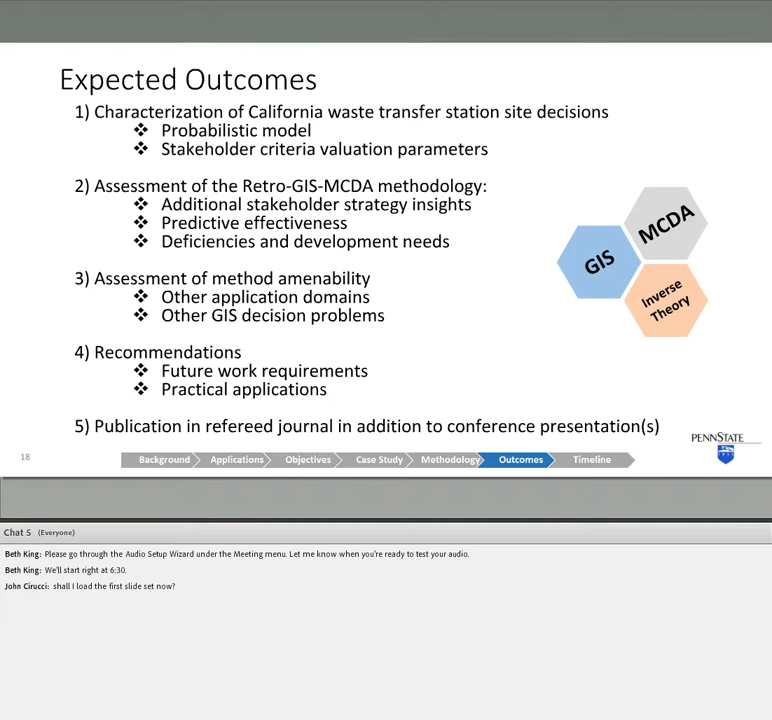 Expected Outcomes
1) Characterization of California waste transfer station site decisions
❖ Probabilistic model
❖ Stakeholder criteria valuation parameters
2) Assessment of the Retro-GIS-MCDA methodology:
❖ Additional stakeholder strategy insights
❖ Predictive effectiveness
❖ Deficiencies and development needs
MCDA
GIS
Inverse
Theory
3) Assessment of method amenability
❖ Other application domains
❖ Other GIS decision problems
4) Recommendations
❖ Future work requirements
❖ Practical applications
5) Publication in refereed journal in addition to conference presentation(s)
PENNSTATE
18
Background Applications Objectives Case Study Methodology Outcomes Timeline
Chat 5 (Everyone)
Beth King: Please go through the Audio Setup Wizard under the Meeting menu. Let me know when you're ready to test your audio.
Beth King: We'll start right at 6:30.
John Cirucci: shall I load the first slide set now?